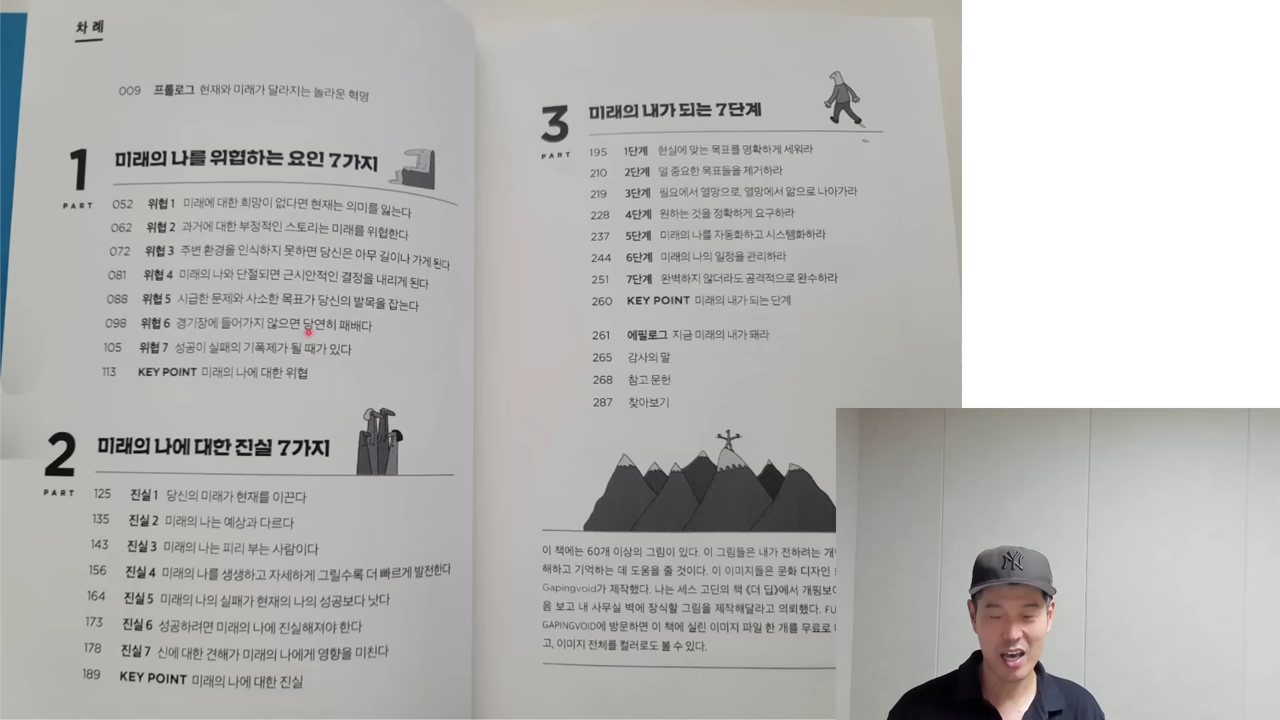 차례
009 프롤로그 현재와 미래가 달라지는 놀라운 혁명
1
PART
미래의 나를 위협하는 요인 7가지
052 위협 1 미래에 대한 희망이 없다면 현재는 의미를 잃는다
062 위협 2 과거에 대한 부정적인 스토리는 미래를 위협한다
072 위협 3 주변 환경을 인식하지 못하면 당신은 아무 길이나 가게 된다
081 위협 4 미래의 나와 단절되면 근시안적인 결정을 내리게 된다
088 위협 5 시급한 문제와 사소한 목표가 당신의 발목을 잡는다
098 위협 6 경기장에 들어가지 않으면 당연히 패배다
105 위협 7 성공이 실패의 기폭제가 될 때가 있다
113 KEY POINT 미래의 나에 대한 위협
2
PART
미래의 나에 대한 진실 7가지
125 진실 1 당신의 미래가 현재를 이끈다
135 진실 2 미래의 나는 예상과 다르다
143 진실 3 미래의 나는 피리 부는 사람이다
156 진실 4 미래의 나를 생생하고 자세하게 그릴수록 더 빠르게 발전한다
164 진실 5 미래의 나의 실패가 현재의 나의 성공보다 낫다
173 진실 6 성공하려면 미래의 나에 진실해져야 한다
178 진실 7 신에 대한 견해가 미래의 나에게 영향을 미친다
189 KEY POINT 미래의 나에 대한 진실
3
PART
미래의 내가 되는 7단계
195 1단계 현실에 맞는 목표를 명확하게 세워라
210 2단계 덜 중요한 목표들을 제거하라
219 3단계 필요에서 열망으로, 열망에서 앎으로 나아가라
228 4단계 원하는 것을 정확하게 요구하라
237 5단계 미래의 나를 자동화하고 시스템화하라
244 6단계 미래의 나의 일정을 관리하라
251 7단계 완벽하지 않더라도 공격적으로 완수하라
260 KEY POINT 미래의 내가 되는 단계
261 에필로그 지금 미래의 내가 돼라
265 감사의 말
268 참고 문헌
287 찾아보기
이 책에는 60개 이상의 그림이 있다. 이 그림들은 내가 전하려는
해하고 기억하는 데 도움을 줄 것이다. 이 이미지들은 문화 디자인
Gapingvoid가 제작했다. 나는 세스 고딘의 책 《더 딥》에서
음 보고 내 사무실 벽에 장식할 그림을 제작해달라고 의뢰했다.
GAPINGVOID에 방문하면 이 책에 실린 이미지 파일 한 개를 무료로
고, 이미지 전체를 컬러로도 볼 수 있다.
NY